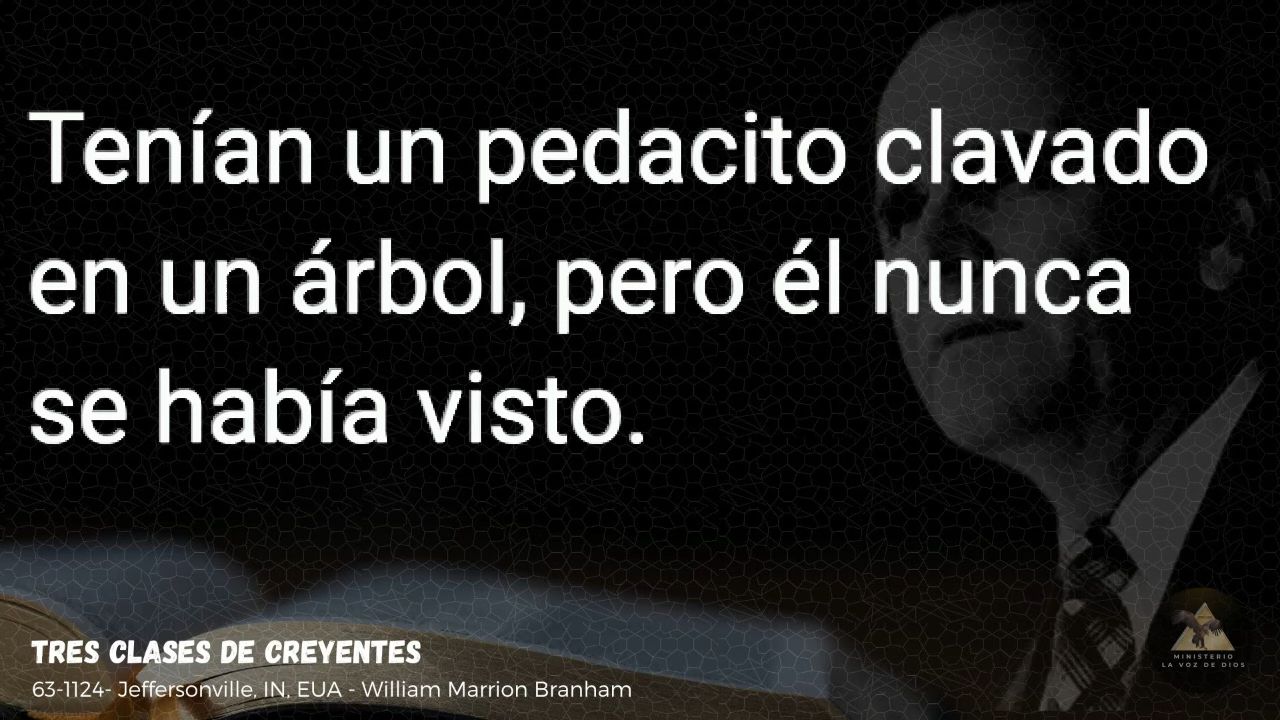 Tenían un pedacito clavado
en un árbol, pero él nunca
se había visto.
TRES CLASES DE CREYENTES
63-1124- Jeffersonville, IN, EUA - William Marrion Branham
MINISTERIO
LA VOZ DE DIOS